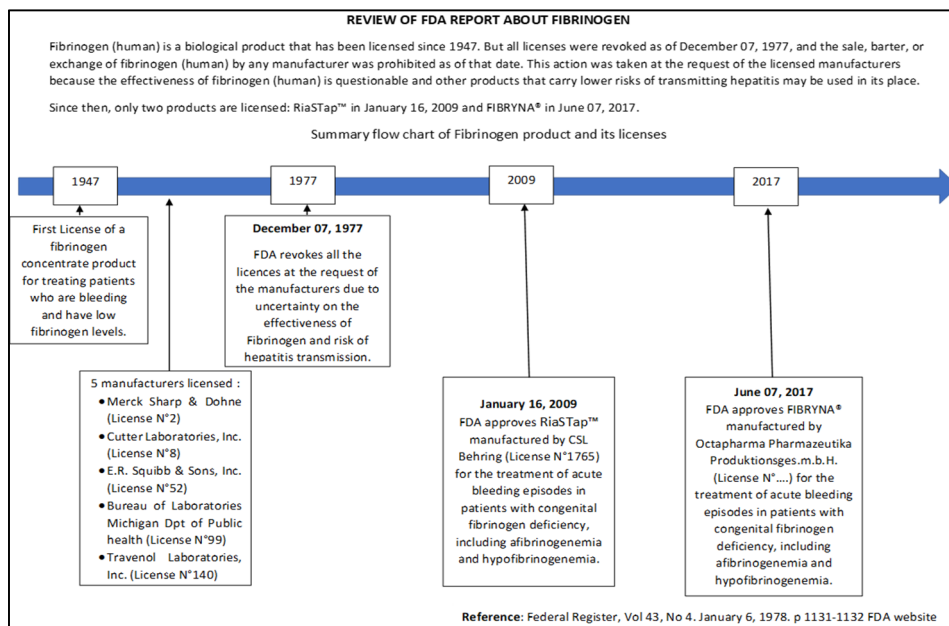 REVIEW OF FDA REPORT ABOUT FIBRINOGEN
Fibrinogen (human) is a biological product that has been licensed since 1947. But all licenses were revoked as of December 07, 1977, and the sale, barter, or
exchange of fibrinogen (human) by any manufacturer was prohibited as of that date. This action was taken at the request of the licensed manufacturers
because the effectiveness of fibrinogen (human) is questionable and other products that carry lower risks of transmitting hepatitis may be used in its place.
Since then, only two products are licensed: RiaSTap™ in January 16, 2009 and FIBRYNA® in June 07, 2017.
Summary flow chart of Fibrinogen product and its licenses
1947
1977
2009
2017
First License of a
fibrinogen
concentrate product
for treating patients
who are bleeding
and have low
fibrinogen levels.
5 manufacturers licensed :
•Merck Sharp & Dohne
(License N°2)
•Cutter Laboratories, Inc.
(License N°8)
•E.R. Squibb & Sons, Inc.
(License N°52)
•Bureau of Laboratories
Michigan Dpt of Public
health (License N°99)
•Travenol Laboratories,
Inc. (License N°140)
December 07, 1977
FDA revokes all the
licences at the request of
the manufacturers due to
uncertainty on the
effectiveness of
Fibrinogen and risk of
hepatitis transmission.
January 16, 2009
FDA approves RiaSTap™
manufactured by CSL
Behring (License N°1765)
for the treatment of acute
bleeding episodes in
patients with congenital
fibrinogen deficiency,
including afibrinogenemia
and hypofibrinogenemia.
June 07, 2017
FDA approves FIBRYNA®
manufactured by
Octapharma Pharmazeutika
Produktionsges.m.b.H.
(License N°....) for the
treatment of acute bleeding
episodes in patients with
congenital fibrinogen
deficiency, including
afibrinogenemia and
hypofibrinogenemia.
Reference: Federal Register, Vol 43, No 4. January 6, 1978. p 1131-1132 FDA website